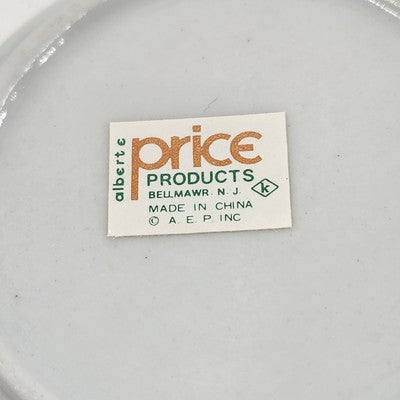 albert e
price
PRODUCTS
BELLMAWR. N. J.
k
MADE IN CHINA
© A. E. P. INC